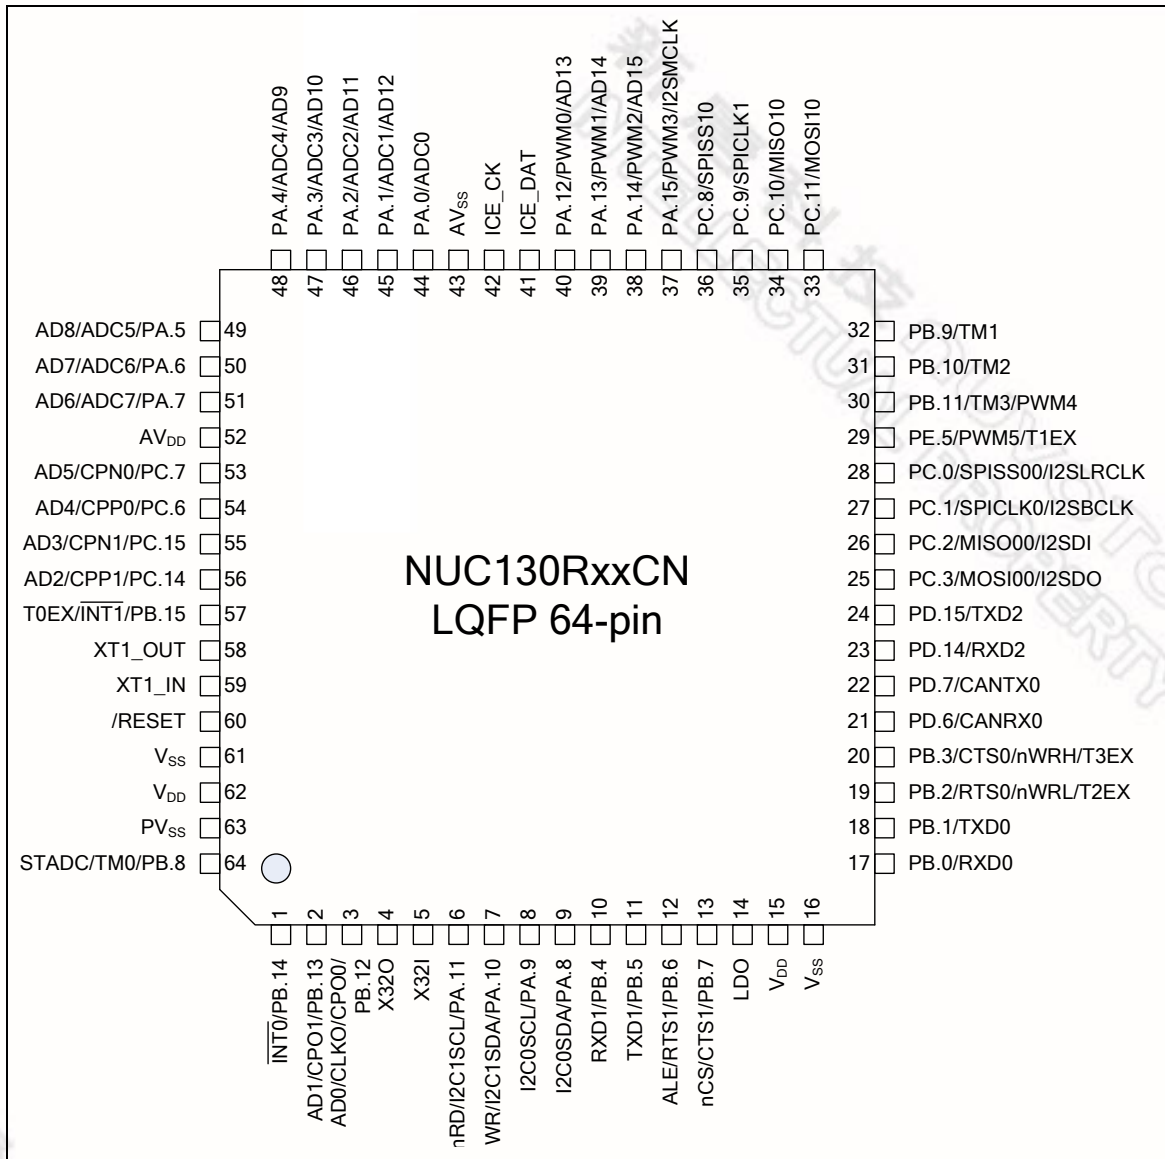 PA.4/ADC4/AD9
PA.3/ADC3/AD10
PA.2/ADC2/AD11
PA.1/ADC1/AD12
PA.0/ADC0
AVSS
ICE_CK
ICE_DAT
PA.12/PWM0/AD13
PA.13/PWM1/AD14
PA.14/PWM2/AD15
PA.15/PWM3/I2SMCLK
PC.8/SPISS10
PC.9/SPICLK1
PC.10/MISO10
PC.11/MOSI10
48 47 46 45 44 43 42 41 40 39 38 37 36 35 34 33
AD8/ADC5/PA.5 49
AD7/ADC6/PA.6 50
AD6/ADC7/PA.7 51
AVDD 52
AD5/CPN0/PC.7 53
AD4/CPP0/PC.6 54
AD3/CPN1/PC.15 55
AD2/CPP1/PC.14 56
T0EX/INT1/PB.15 57
XT1_OUT 58
XT1_IN 59
/RESET 60
VSS 61
VDD 62
PVSS 63
STADC/TM0/PB.8 64
NUC130RxxCN
LQFP 64-pin
32 PB.9/TM1
31 PB.10/TM2
30 PB.11/TM3/PWM4
29 PE.5/PWM5/T1EX
28 PC.0/SPISS00/I2SLRCLK
27 PC.1/SPICLK0/I2SBCLK
26 PC.2/MISO00/I2SDI
25 PC.3/MOSI00/I2SDO
24 PD.15/TXD2
23 PD.14/RXD2
22 PD.7/CANTX0
21 PD.6/CANRX0
20 PB.3/CTS0/nWRH/T3EX
19 PB.2/RTS0/nWRL/T2EX
18 PB.1/TXD0
17 PB.0/RXD0
1 2 3 4 5 6 7 8 9 10 11 12 13 14 15 16
INT0/PB.14
AD1/CPO1/PB.13
AD0/CLKO/CPO0/
PB.12
X32O
X32I
nRD/I2C1SCL/PA.11
WR/I2C1SDA/PA.10
I2C0SCL/PA.9
I2C0SDA/PA.8
RXD1/PB.4
TXD1/PB.5
ALE/RTS1/PB.6
nCS/CTS1/PB.7
LDO
VDD
VSS
新唐科技 NUVOTO
INTELLECTUAL PROPERTY